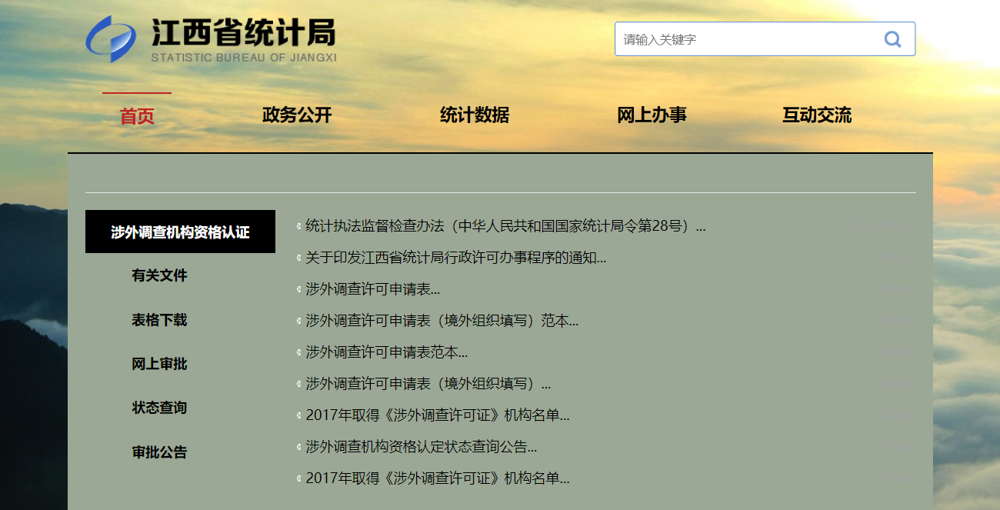 江西省统计局
STATISTIC BUREAU OF JIANGXI
请输入关键字
首页
政务公开
统计数据
网上办事
互动交流
涉外调查机构资格认证
有关文件
表格下载
网上审批
状态查询
审批公告
统计执法监督检查办法（中华人民共和国国家统计局令第28号）...
关于印发江西省统计局行政许可办事程序的通知...
涉外调查许可申请表...
涉外调查许可申请表（境外组织填写）范本...
涉外调查许可申请表范本...
涉外调查许可申请表（境外组织填写）...
2017年取得《涉外调查许可证》机构名单...
涉外调查机构资格认定状态查询公告...
2017年取得《涉外调查许可证》机构名单...